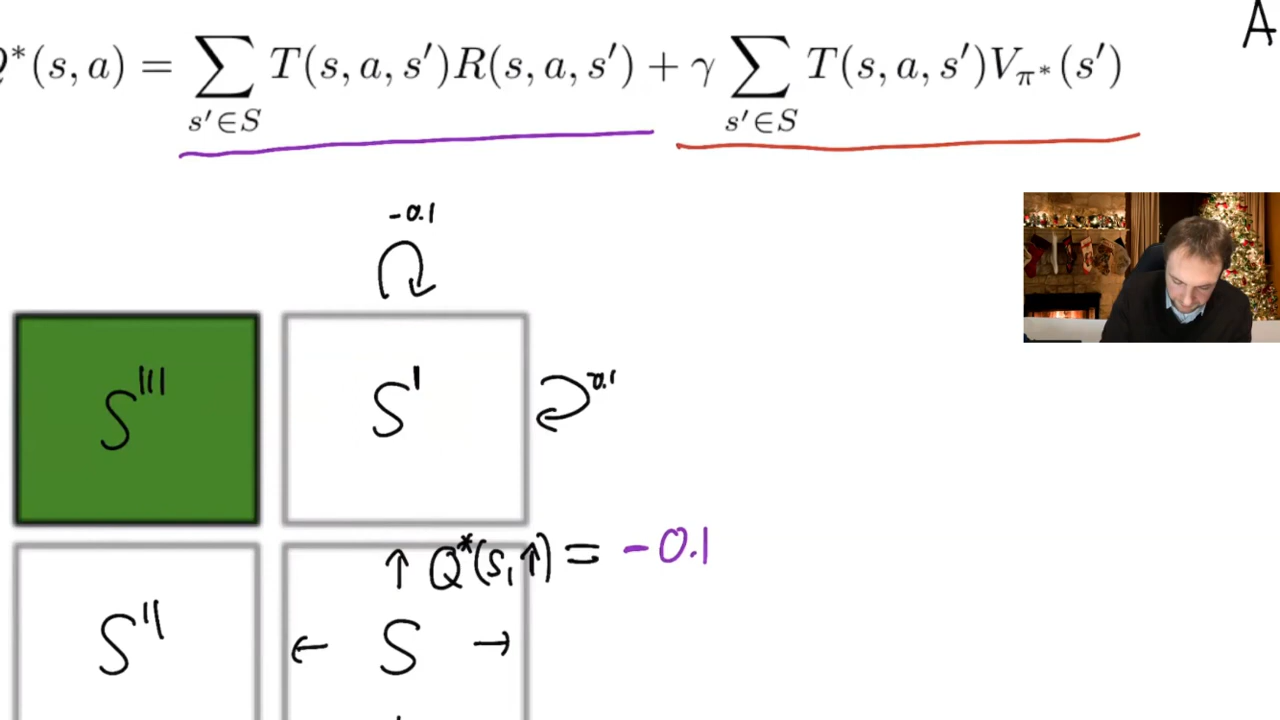 Q*(s, a) = ∑ T(s, a, s′)R(s, a, s′) + γ ∑ T(s, a, s′)V_π*(s′)
s′∈S s′∈S
A
-0.1
S''' S' -0.1
↑ Q*(s,↑) = -0.1
S'' ← S →